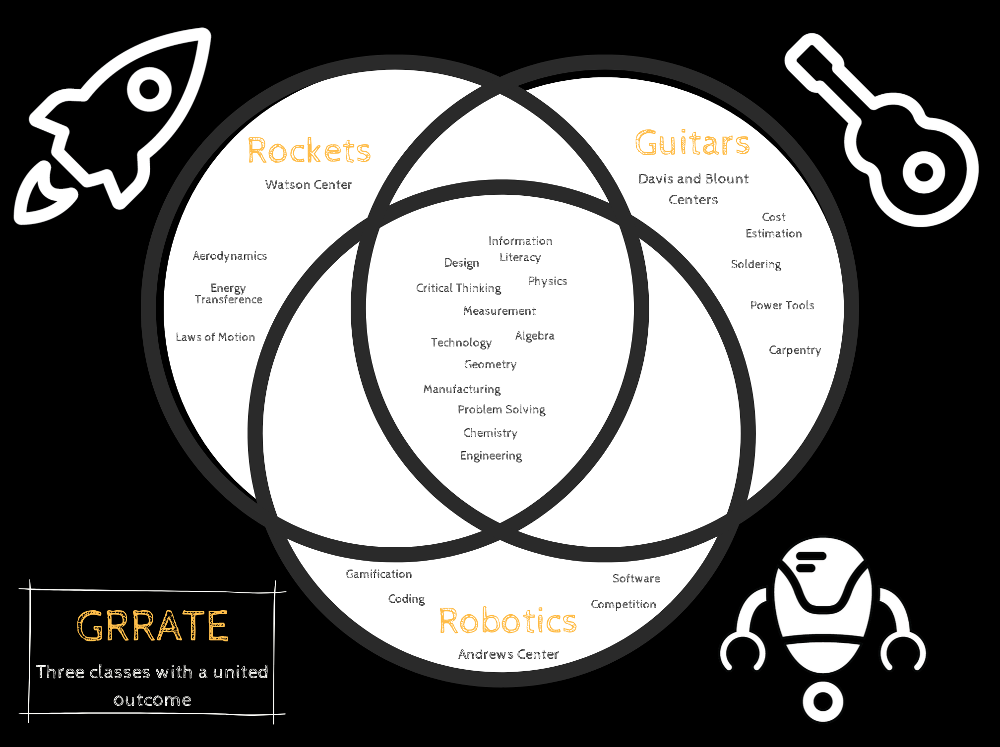 Rockets
Watson Center
Aerodynamics
Energy
Transference
Laws of Motion
Guitars
Davis and Blount
Centers
Cost
Estimation
Soldering
Power Tools
Carpentry
Information
Literacy
Design
Physics
Critical Thinking
Measurement
Algebra
Technology
Geometry
Manufacturing
Problem Solving
Chemistry
Engineering
Gamification
Coding
Software
Competition
Robotics
Andrews Center
GRRATE
Three classes with a united
outcome